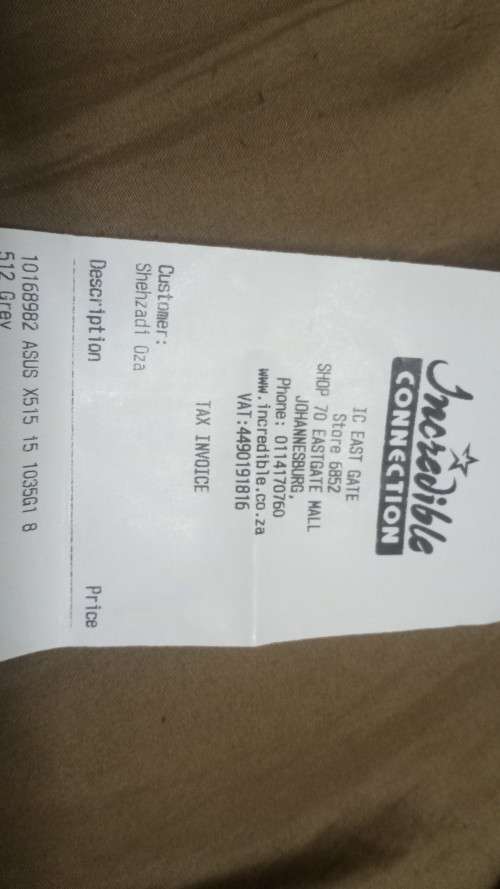 Incredible
CONNECTION
IC EAST GATE
Store 6852
SHOP 70 EASTGATE MALL
JOHANNESBURG,
Phone: 0114170760
www.incredible.co.za
VAT:4490191816
TAX INVOICE
Customer:
Shehzadi Oza
Description Price
10168982 ASUS X515 15 1035G1 8
512 Grey